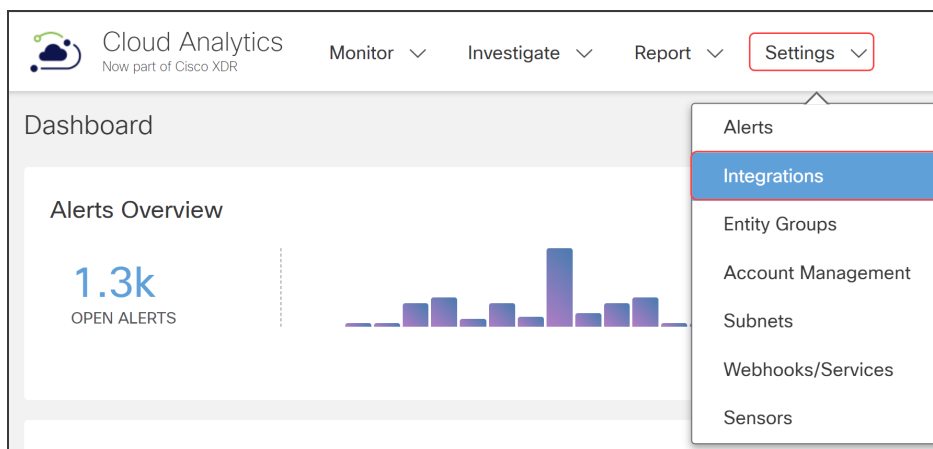 Cloud Analytics
Now part of Cisco XDR
Monitor
Investigate
Report
Settings
Dashboard
Alerts Overview
1.3k
OPEN ALERTS
Alerts
Integrations
Entity Groups
Account Management
Subnets
Webhooks/Services
Sensors